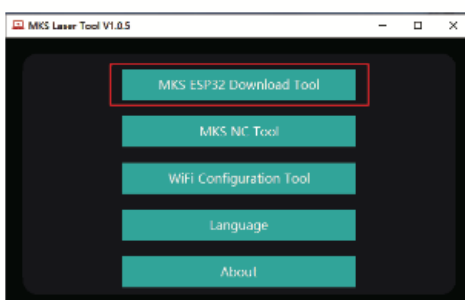 MKS Laser Tool V1.0.5
MKS ESP32 Download Tool
MKS NC Tool
WiFi Configuration Tool
Language
About